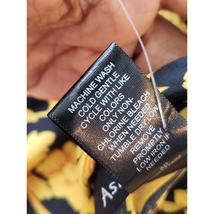 MACHINE WASH
COLD GENTLE
CYCLE WITH LIKE
COLORS
ONLY NON-
CHLORINE BLEACH
WHEN NEEDED
TUMBLE DRY LOW
REMOVE
PROMPTLY
LOW IRON IF
NEEDED
As.